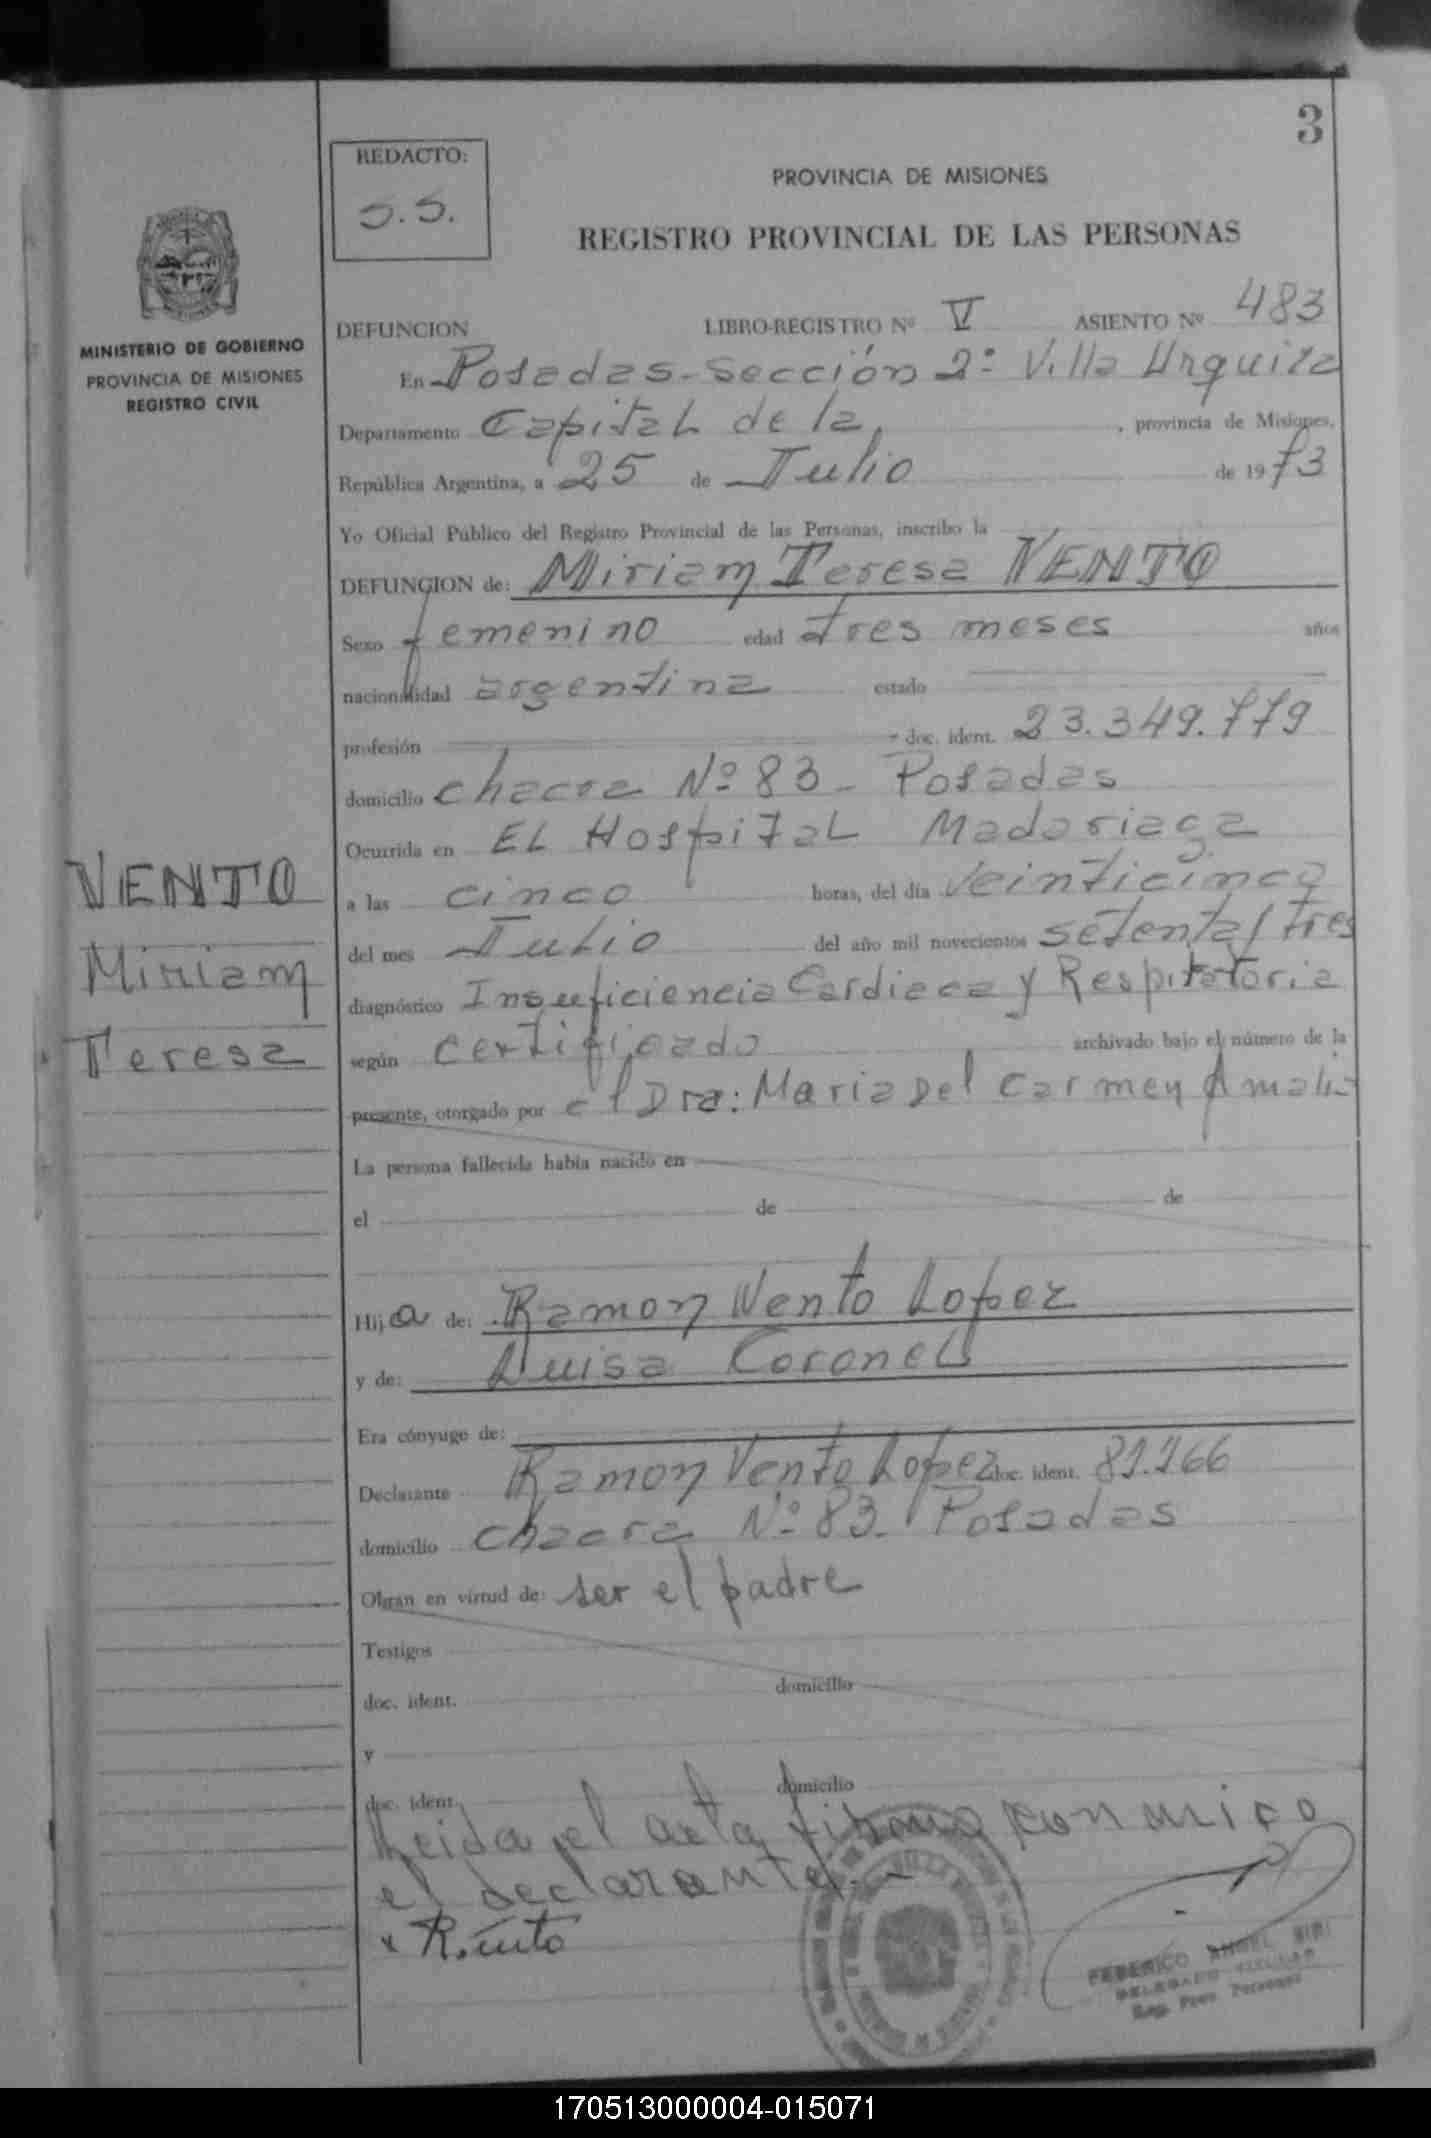 3
REDACTO:
S.S.
PROVINCIA DE MISIONES
REGISTRO PROVINCIAL DE LAS PERSONAS
MINISTERIO DE GOBIERNO
PROVINCIA DE MISIONES
REGISTRO CIVIL
DEFUNCION LIBRO-REGISTRO Nº V ASIENTO Nº 483
En Posadas-Sección 2º Villa Urquiza
Departamento Capital de la, provincia de Misiones,
República Argentina, a 25 de Julio de 1973
Yo Oficial Público del Registro Provincial de las Personas, inscribo la
DEFUNCION de: Miriam Teresa VENTO
Sexo femenino edad tres meses años
nacionalidad argentina estado
profesión doc. ident. 23.349.779
domicilio chacra Nº 83 - Posadas
Ocurrida en EL Hospital Madariaga
VENTO
Miriam
Teresa
a las cinco horas, del día veinticinco
del mes Julio del año mil novecientos setenta y tres
diagnóstico Insuficiencia Cardiaca y Respitatoria
según certificado archivado bajo el número de la
presente, otorgado por el Dra: Maria Del Carmen Amalia
La persona fallecida había nacido en
el de de
Hija de: Ramon Vento Lopez
y de: Luisa Coronel
Era cónyuge de:
Declarante Ramon Vento Lopez doc. ident. 81.166
domicilio chacra Nº 83. Posadas
Obran en virtud de: ser el padre
Testigos
doc. ident. domicilio
y
doc. ident. domicilio
Leida el acta firma conmigo
el declarante.-
x R. Vento
FEDERICO ANGEL
DELEGADO TITULAR
Reg. Prov. Personas
170513000004-015071